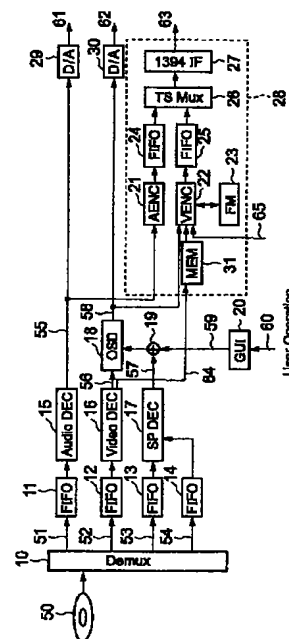 50
10
Demux
51
52
53
54
11
FIFO
12
FIFO
13
FIFO
14
FIFO
15
Audio DEC
16
Video DEC
17
SP DEC
55
56
57
18
OSD
58
19
64
59
20
GUI
60
User Operation
21
AENC
22
VENC
MEM
31
23
FM
65
24
FIFO
25
FIFO
26
TS Mux
27
1394 IF
28
29
D/A
30
D/A
61
62
63